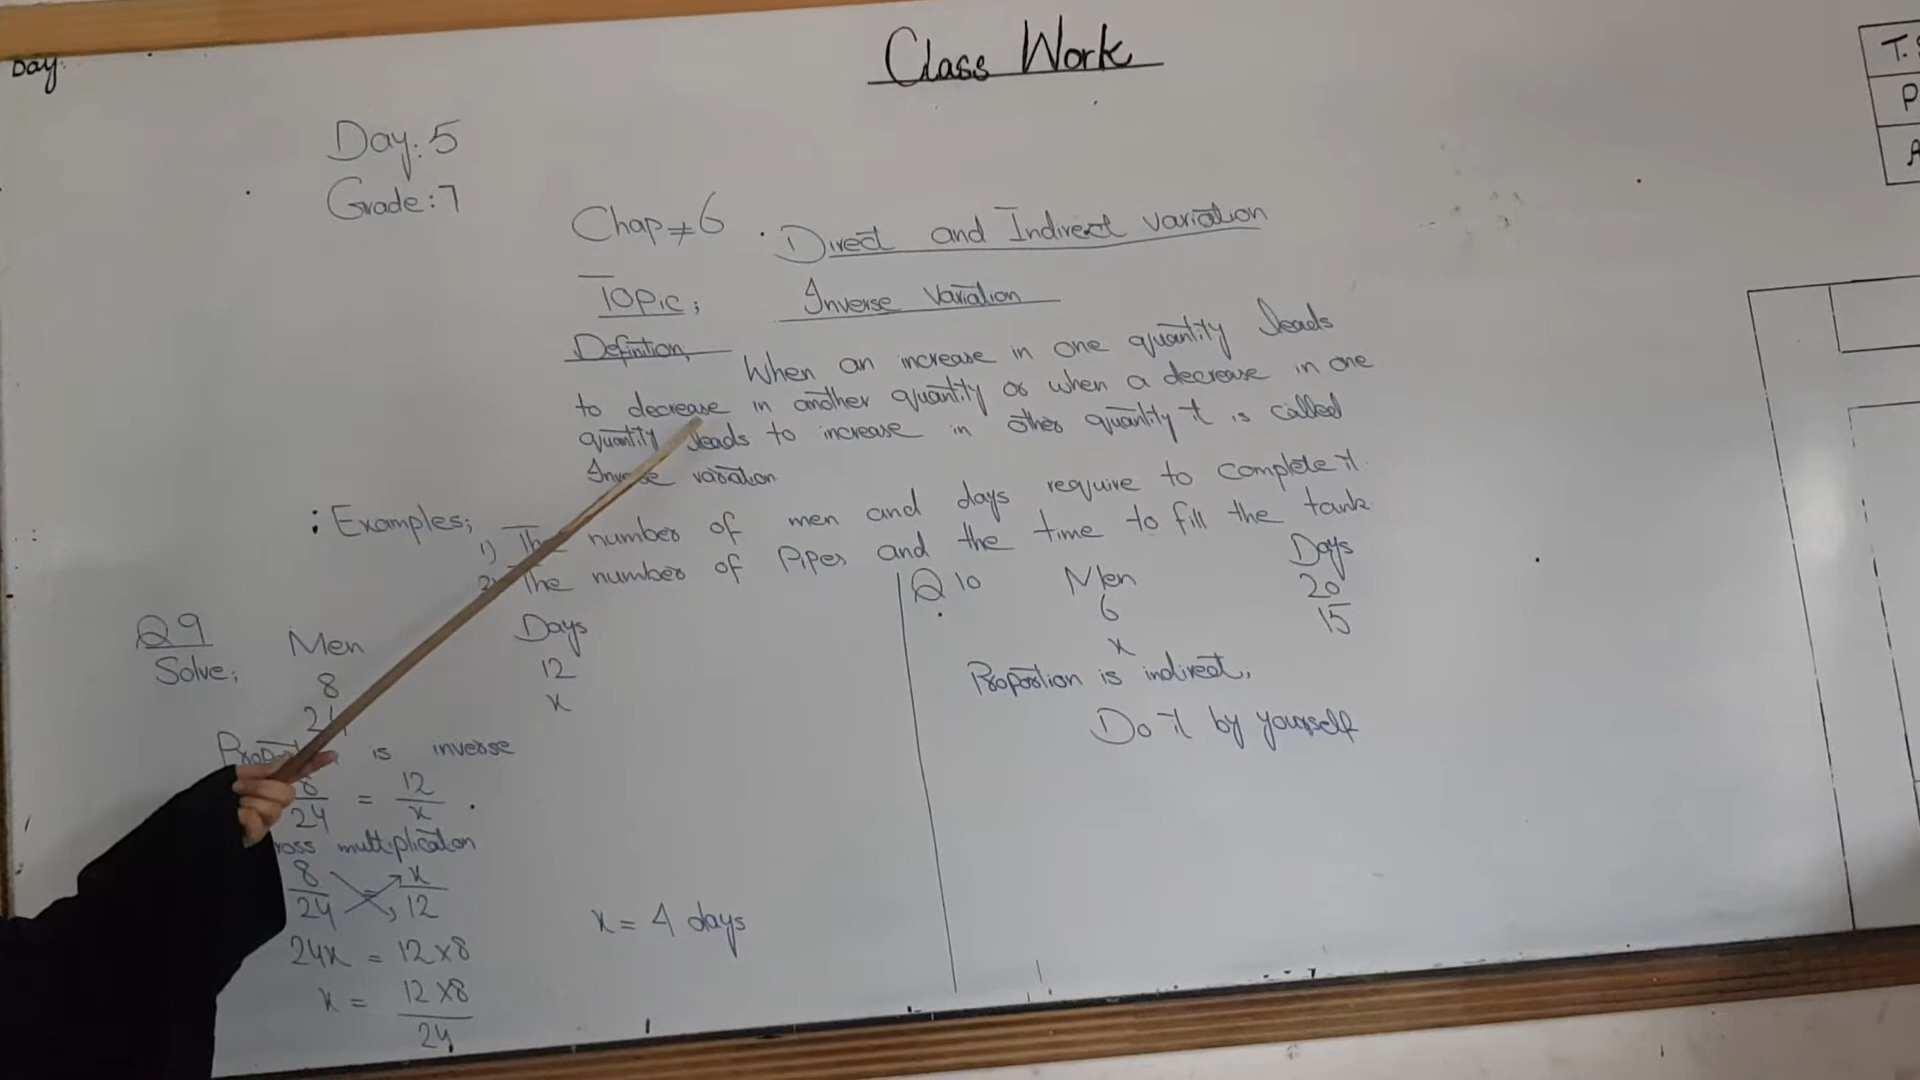 Class Work
Day:
T.S
P
A
Day: 5
Grade: 7
Chap≠6 . Direct and Indirect variation
Topic; Inverse variation
Definition; When an increase in one quantity leads
to decrease in another quantity or when a decrease in one
quantity leads to increase in other quantity it is called
Inverse variation
: Examples;
1) The number of men and days require to complete it.
2) The number of Pipes and the time to fill the tank
Q9
Solve;
Men Days
8 12
24 x
is inverse
8/24 = 12/x .
ross multiplication
8/24 = x/12
24x = 12x8
x = 12x8/24
x = 4 days
Q 10 Men Days
6 20
x 15
Proportion is indirect.
Do it by yourself